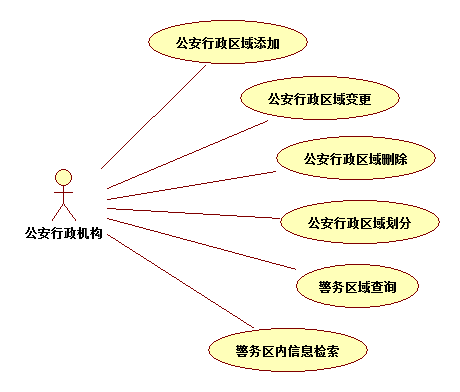 公安行政区域添加
公安行政区域变更
公安行政区域删除
公安行政区域划分
公安行政机构
警务区域查询
警务区内信息检索